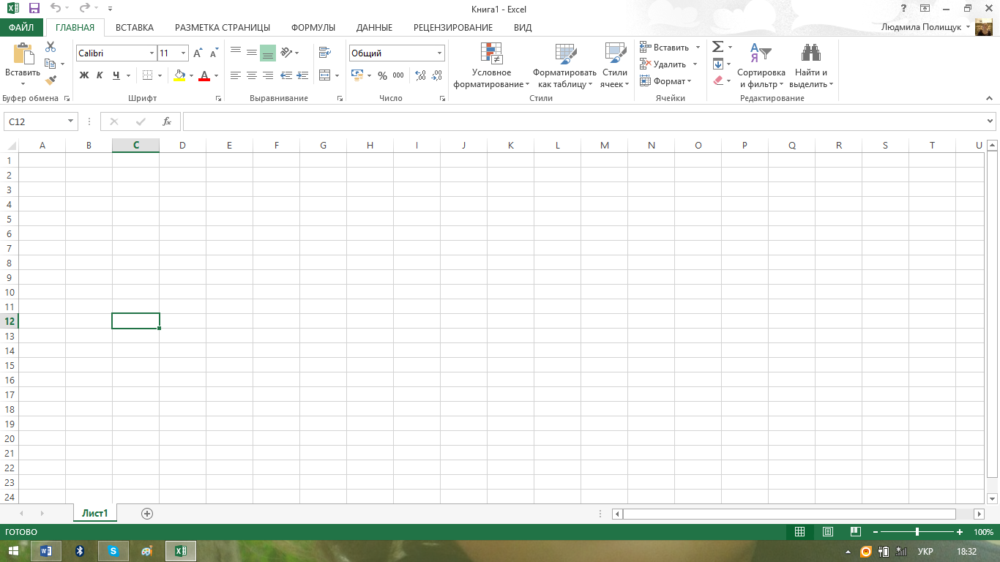 Книга1 - Excel
?
ФАЙЛ ГЛАВНАЯ ВСТАВКА РАЗМЕТКА СТРАНИЦЫ ФОРМУЛЫ ДАННЫЕ РЕЦЕНЗИРОВАНИЕ ВИД Людмила Полищук
Вставить
Буфер обмена
Calibri 11
Ж К Ч
Шрифт
Выравнивание
Общий
% 000 ,00 ,00
Число
Условное форматирование
Форматировать как таблицу
Стили ячеек
Стили
Вставить
Удалить
Формат
Ячейки
Σ
Сортировка и фильтр
Найти и выделить
Редактирование
C12 fx
A B C D E F G H I J K L M N O P Q R S T U
1
2
3
4
5
6
7
8
9
10
11
12
13
14
15
16
17
18
19
20
21
22
23
24
Лист1
ГОТОВО 100%
УКР 18:32